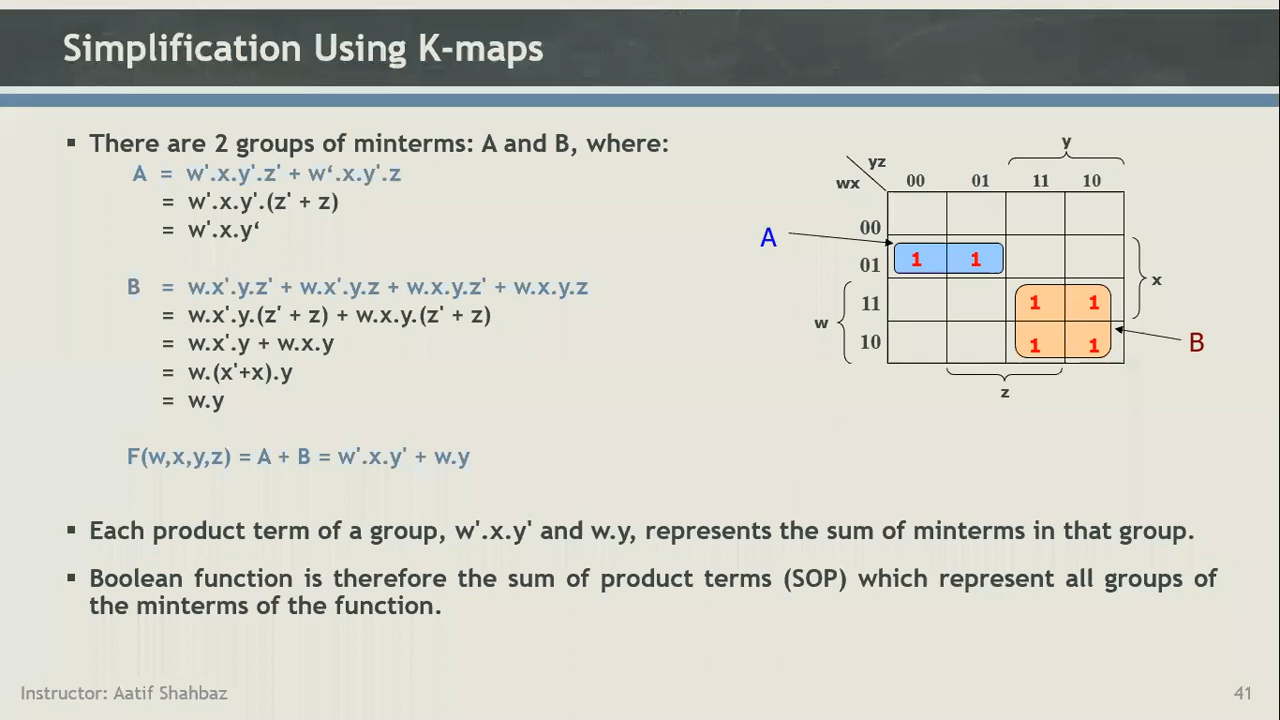 Simplification Using K-maps
▪ There are 2 groups of minterms: A and B, where:
A = w'.x.y'.z' + w‘.x.y'.z
= w'.x.y'.(z' + z)
= w'.x.y‘
B = w.x'.y.z' + w.x'.y.z + w.x.y.z' + w.x.y.z
= w.x'.y.(z' + z) + w.x.y.(z' + z)
= w.x'.y + w.x.y
= w.(x'+x).y
= w.y
F(w,x,y,z) = A + B = w'.x.y' + w.y
y
yz
wx
00 01 11 10
00
A
01 1 1
x
11 1 1
w
10 1 1
B
z
▪ Each product term of a group, w'.x.y' and w.y, represents the sum of minterms in that group.
▪ Boolean function is therefore the sum of product terms (SOP) which represent all groups of
the minterms of the function.
Instructor: Aatif Shahbaz
41